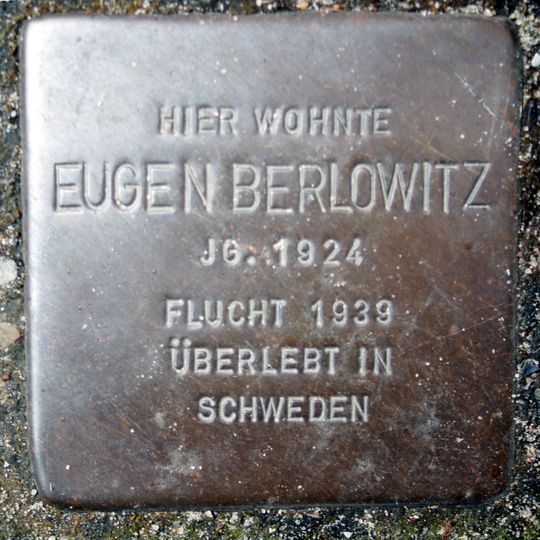 HIER WOHNTE
EUGEN BERLOWITZ
JG. 1924
FLUCHT 1939
ÜBERLEBT IN
SCHWEDEN